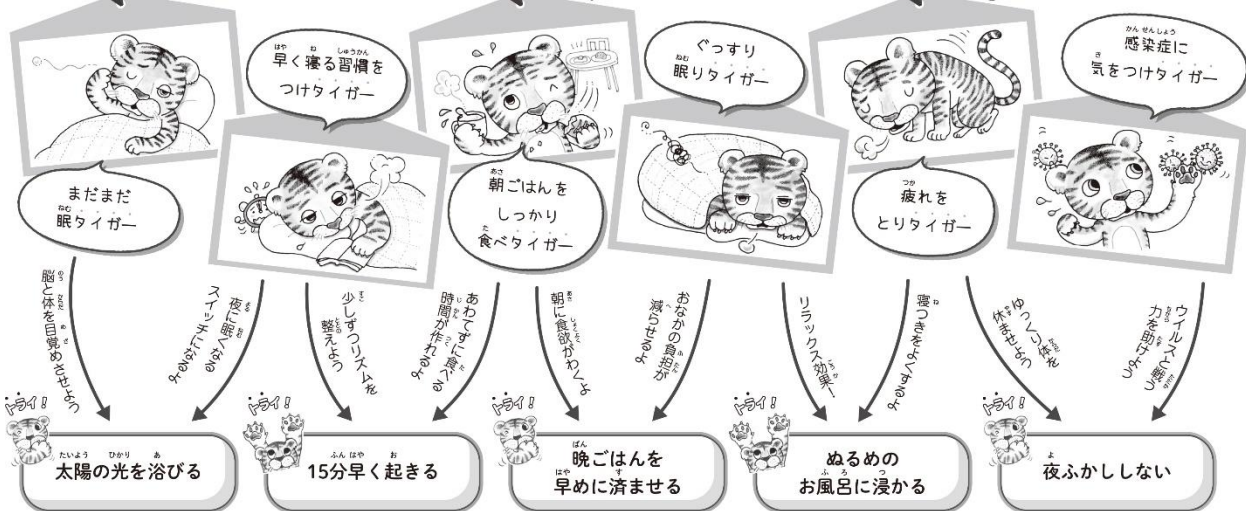 早く寝る習慣を
つけタイガー
ぐっすり
眠りタイガー
感染症に
気をつけタイガー
まだまだ
眠タイガー
朝ごはんを
しっかり
食べタイガー
疲れを
とりタイガー
脳と体を目覚めさせよう
夜に眠くなる
スイッチになるよ
少しずつリズムを
整えよう
あわてずに食べる
時間が作れるよ
朝に食欲がわくよ
おなかの負担が
減らせるよ
リラックス効果！
寝つきをよくするよ
ゆっくり体を
休ませよう
ウイルスと戦う
力を助けよう
トライ！
太陽の光を浴びる
トライ！
15分早く起きる
トライ！
晩ごはんを
早めに済ませる
トライ！
ぬるめの
お風呂に浸かる
トライ！
夜ふかししない